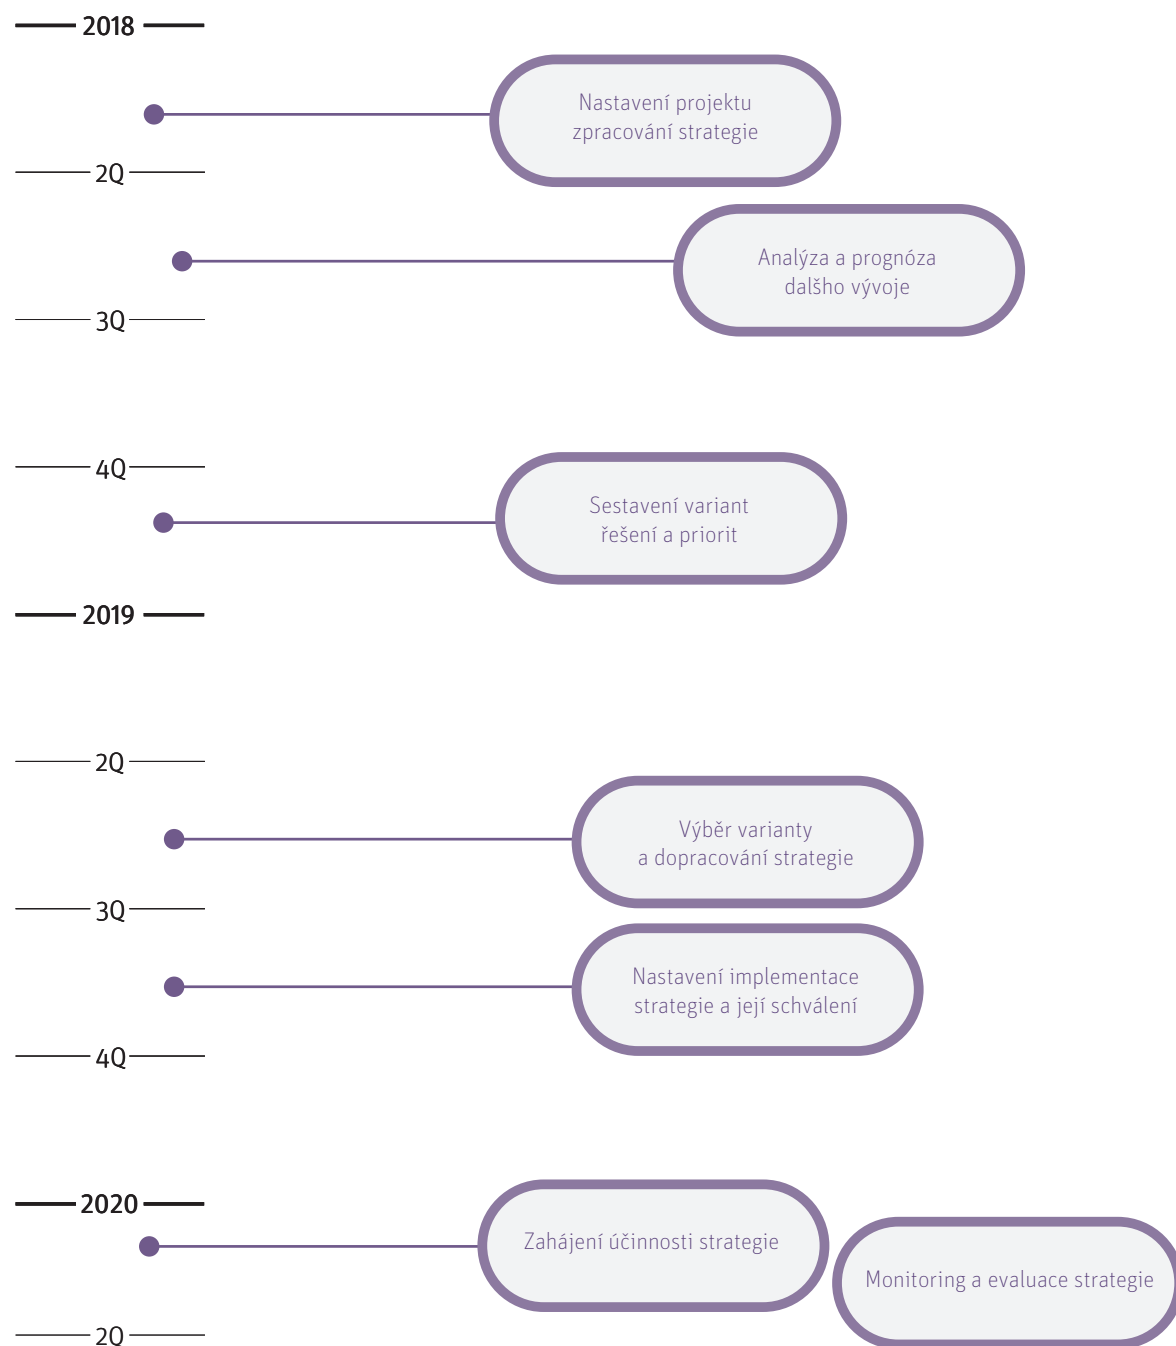 2018
Nastavení projektu
zpracování strategie
2Q
Analýza a prognóza
dalšho vývoje
3Q
4Q
Sestavení variant
řešení a priorit
2019
2Q
Výběr varianty
a dopracování strategie
3Q
Nastavení implementace
strategie a její schválení
4Q
2020
Zahájení účinnosti strategie
Monitoring a evaluace strategie
2Q